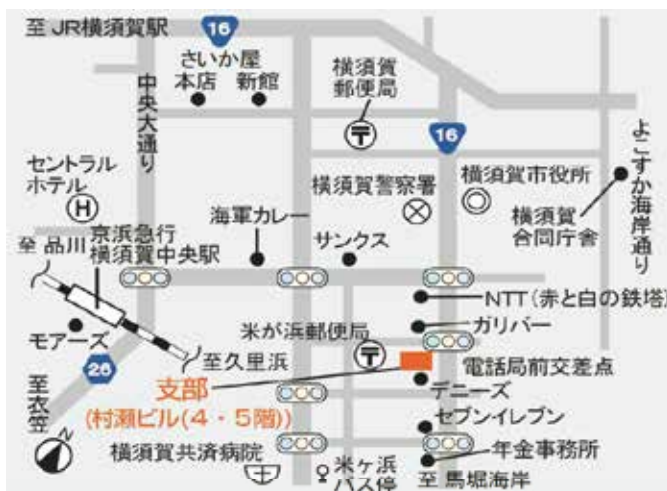 至JR横須賀駅
16
さいか屋
本店 新館
中央大通り
横須賀
郵便局
16
よこすか海岸通り
セントラル
ホテル
H
横須賀警察署
横須賀市役所
横須賀
合同庁舎
至 品川
京浜急行
横須賀中央駅
海軍カレー
サンクス
NTT(赤と白の鉄塔)
ガリバー
モアーズ
26
至久里浜
米が浜郵便局
電話局前交差点
至衣笠
支部
(村瀬ビル(4・5階))
デニーズ
セブンイレブン
横須賀共済病院
米ヶ浜
バス停
年金事務所
至 馬堀海岸